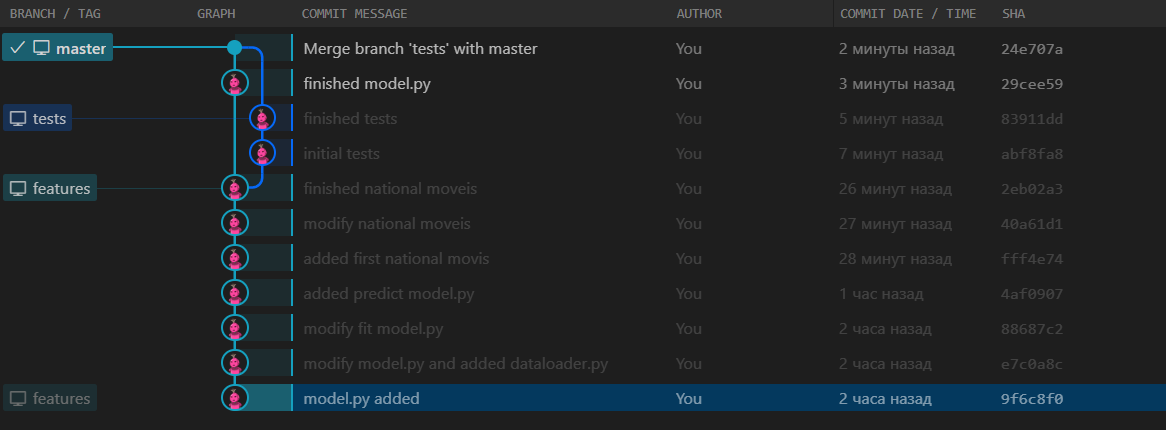 BRANCH / TAG GRAPH COMMIT MESSAGE AUTHOR COMMIT DATE / TIME SHA
master Merge branch 'tests' with master You 2 минуты назад 24e707a
finished model.py You 3 минуты назад 29cee59
tests finished tests You 5 минут назад 83911dd
initial tests You 7 минут назад abf8fa8
features finished national moveis You 26 минут назад 2eb02a3
modify national moveis You 27 минут назад 40a61d1
added first national movis You 28 минут назад fff4e74
added predict model.py You 1 час назад 4af0907
modify fit model.py You 2 часа назад 88687c2
modify model.py and added dataloader.py You 2 часа назад e7c0a8c
features model.py added You 2 часа назад 9f6c8f0